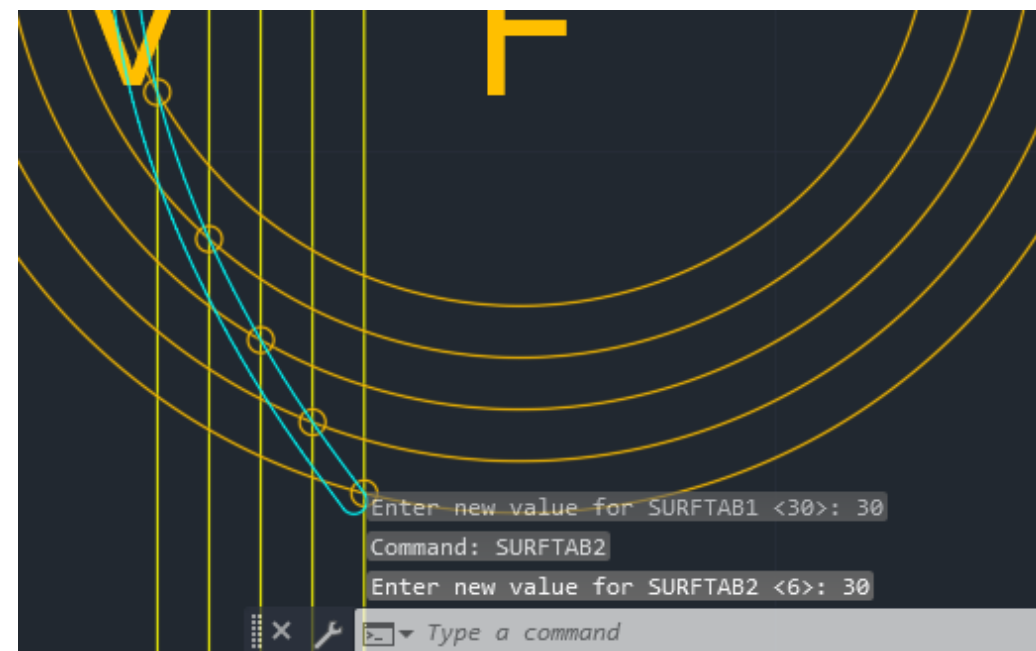 V F
Enter new value for SURFTAB1 <30>: 30
Command: SURFTAB2
Enter new value for SURFTAB2 <6>: 30
Type a command